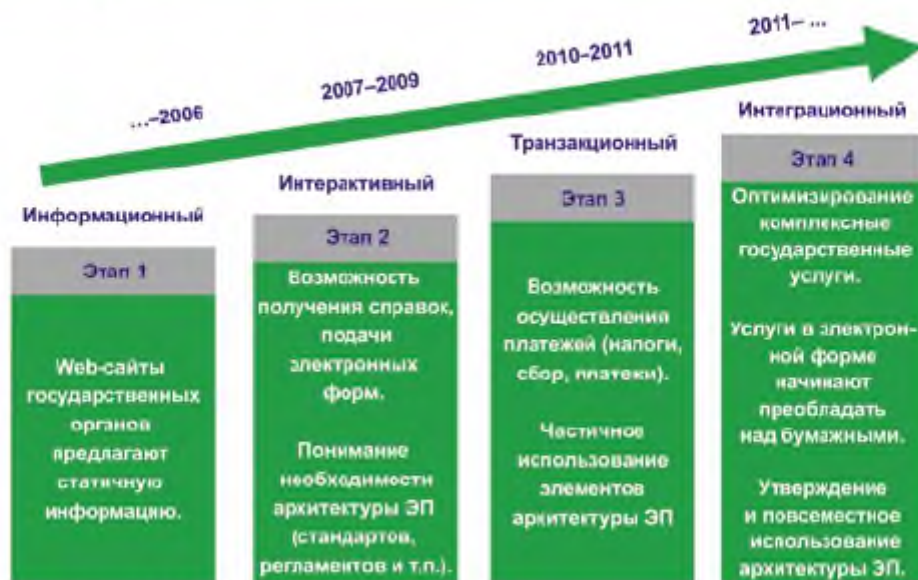 …–2006
2007–2009
2010–2011
2011– …
Информационный
Этап 1
Web-сайты
государственных
органов
предлагают
статичную
информацию.
Интерактивный
Этап 2
Возможность
получения справок,
подачи
электронных
форм.
Понимание
необходимости
архитектуры ЭП
(стандартов,
регламентов и т.п.).
Транзакционный
Этап 3
Возможность
осуществления
платежей (налоги,
сбор, платежи).
Частичное
использование
элементов
архитектуры ЭП
Интеграционный
Этап 4
Оптимизирование
комплексные
государственные
услуги.
Услуги в электрон-
ной форме
начинают
преобладать
над бумажными.
Утверждение
и повсеместное
использование
архитектуры ЭП.